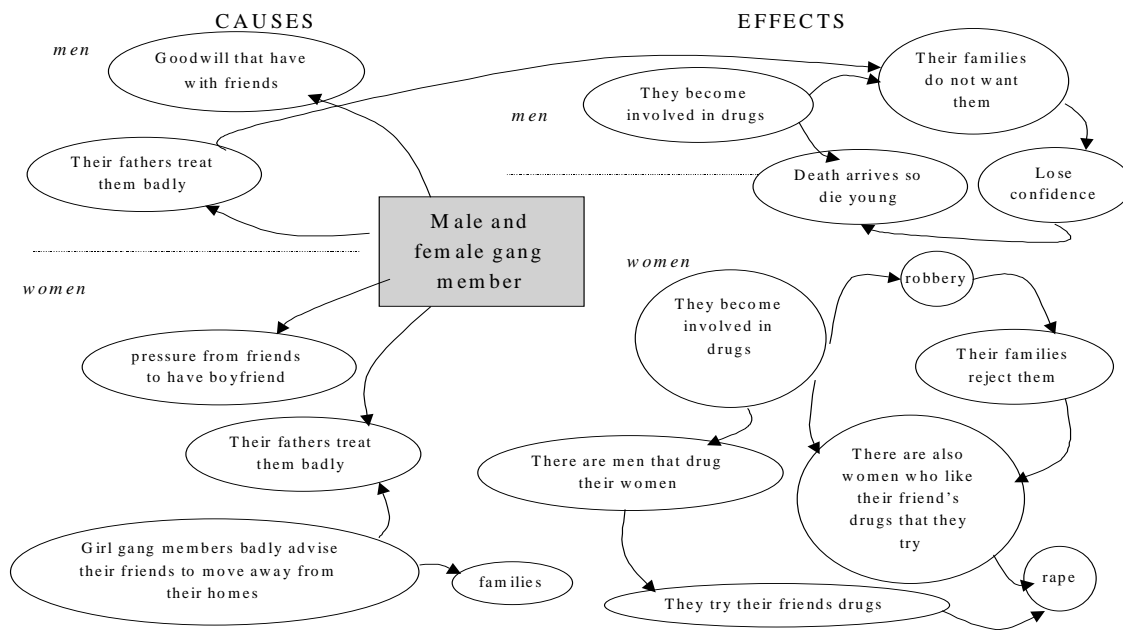 CAUSES
men
Goodwill that have
with friends
Their fathers treat
them badly
Male and
female gang
member
women
pressure from friends
to have boyfriend
Their fathers treat
them badly
Girl gang members badly advise
their friends to move away from
their homes
families
EFFECTS
men
They become
involved in drugs
Their families
do not want
them
Death arrives so
die young
Lose
confidence
women
They become
involved in
drugs
robbery
Their families
reject them
There are men that drug
their women
There are also
women who like
their friend's
drugs that they
try
They try their friends drugs
rape